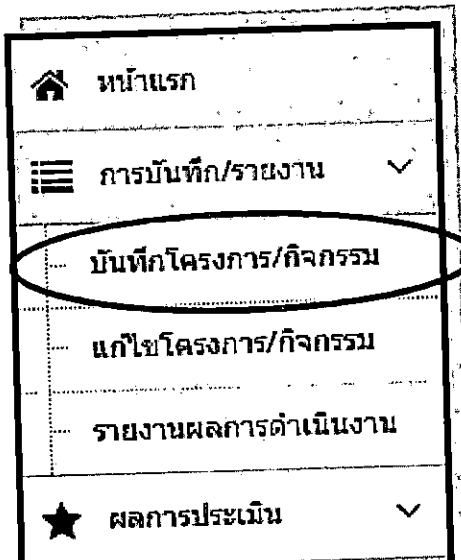 หน้าแรก
การบันทึก/รายงาน
บันทึกโครงการ/กิจกรรม
แก้ไขโครงการ/กิจกรรม
รายงานผลการดำเนินงาน
ผลการประเมิน